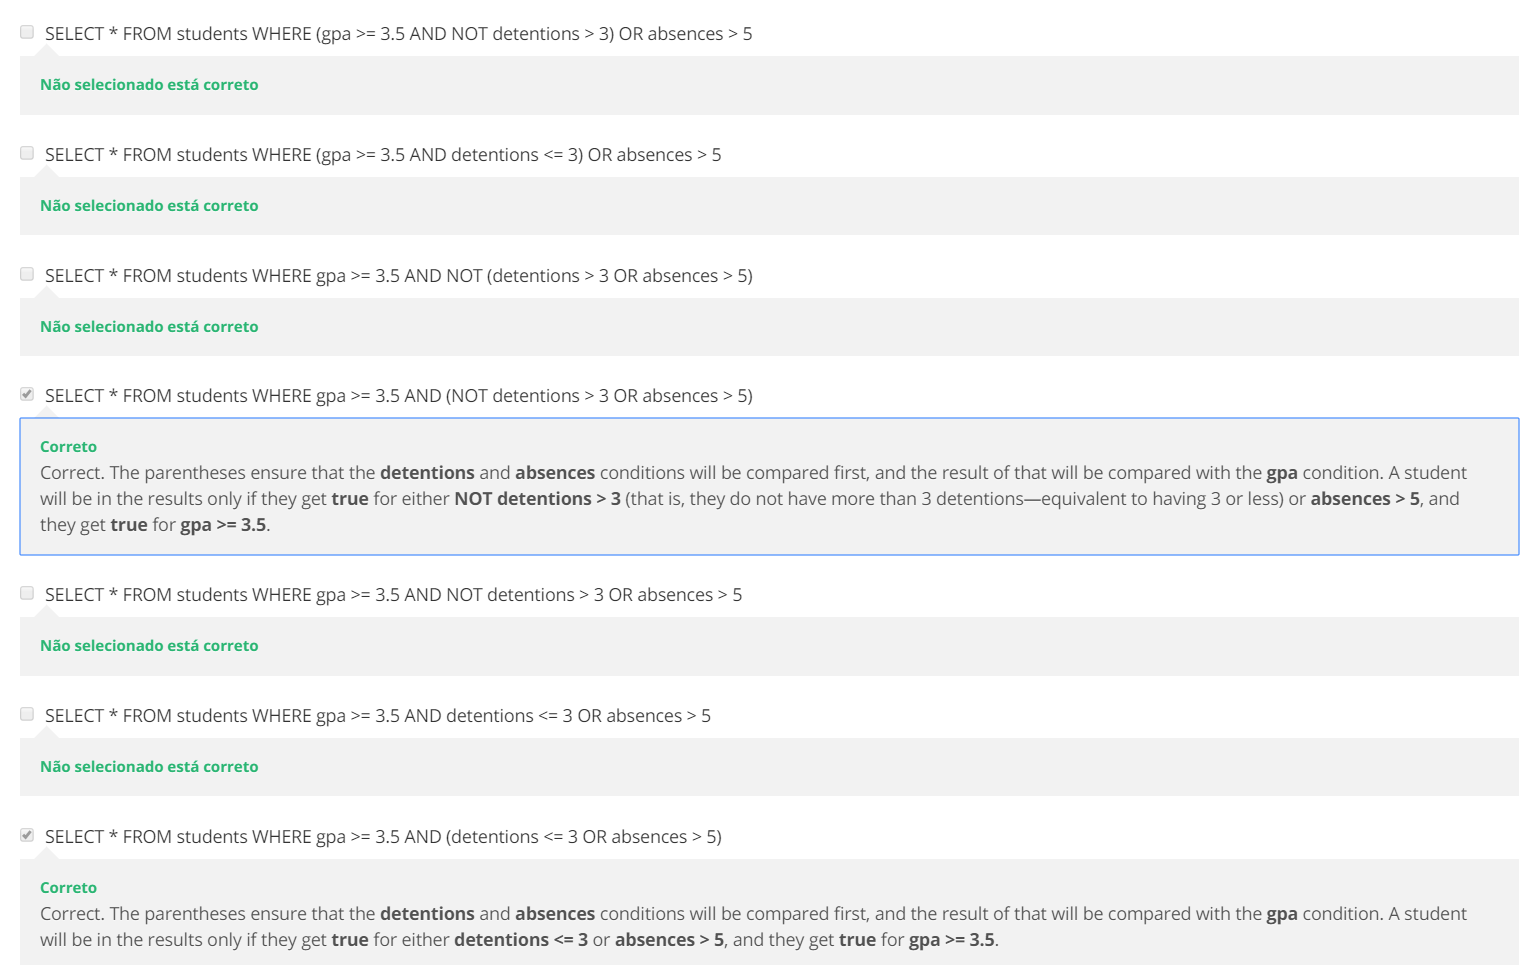 SELECT * FROM students WHERE (gpa >= 3.5 AND NOT detentions > 3) OR absences > 5
Não selecionado está correto
SELECT * FROM students WHERE (gpa >= 3.5 AND detentions <= 3) OR absences > 5
Não selecionado está correto
SELECT * FROM students WHERE gpa >= 3.5 AND NOT (detentions > 3 OR absences > 5)
Não selecionado está correto
SELECT * FROM students WHERE gpa >= 3.5 AND (NOT detentions > 3 OR absences > 5)
Correto
Correct. The parentheses ensure that the detentions and absences conditions will be compared first, and the result of that will be compared with the gpa condition. A student
will be in the results only if they get true for either NOT detentions > 3 (that is, they do not have more than 3 detentions—equivalent to having 3 or less) or absences > 5, and
they get true for gpa >= 3.5.
SELECT * FROM students WHERE gpa >= 3.5 AND NOT detentions > 3 OR absences > 5
Não selecionado está correto
SELECT * FROM students WHERE gpa >= 3.5 AND detentions <= 3 OR absences > 5
Não selecionado está correto
SELECT * FROM students WHERE gpa >= 3.5 AND (detentions <= 3 OR absences > 5)
Correto
Correct. The parentheses ensure that the detentions and absences conditions will be compared first, and the result of that will be compared with the gpa condition. A student
will be in the results only if they get true for either detentions <= 3 or absences > 5, and they get true for gpa >= 3.5.